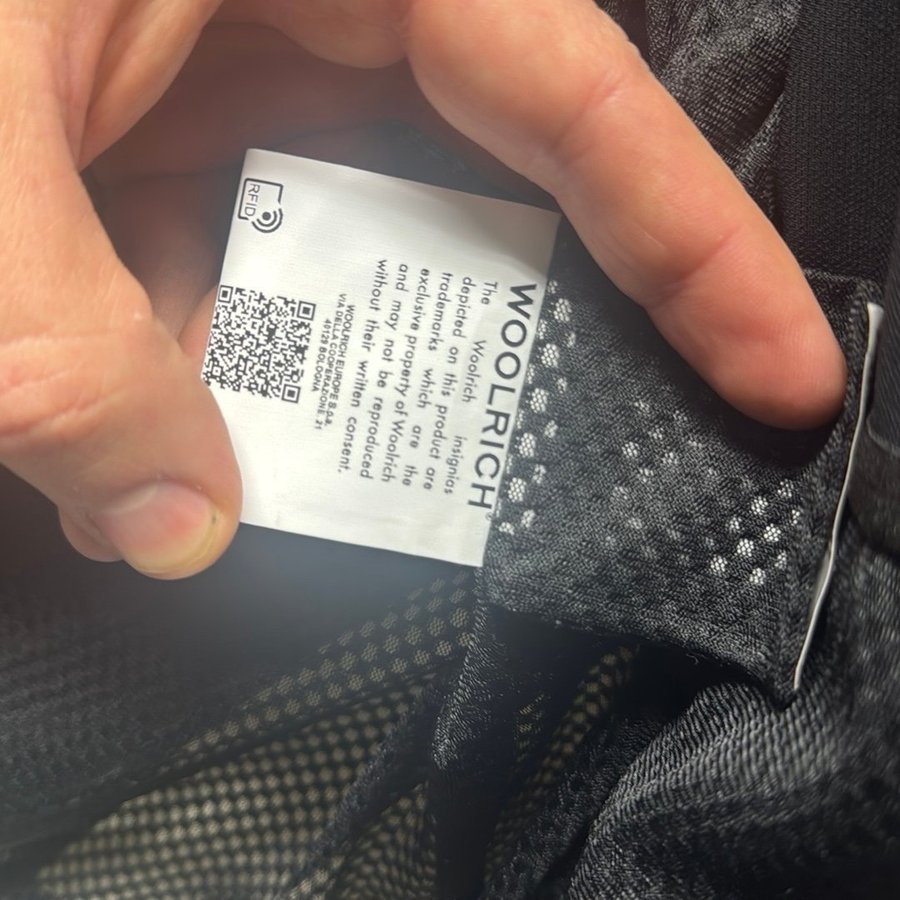 WOOLRICH®
The Woolrich insignias
depicted on this product are
trademarks which are the
exclusive property of Woolrich
and may not be reproduced
without their written consent.
WOOLRICH EUROPE S.p.a.
VIA DELLA COOPERAZIONE, 21
40129 BOLOGNA
RFID